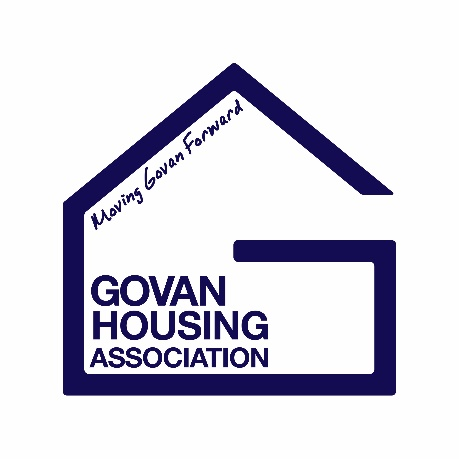 Moving Govan Forward
GOVAN
HOUSING
ASSOCIATION